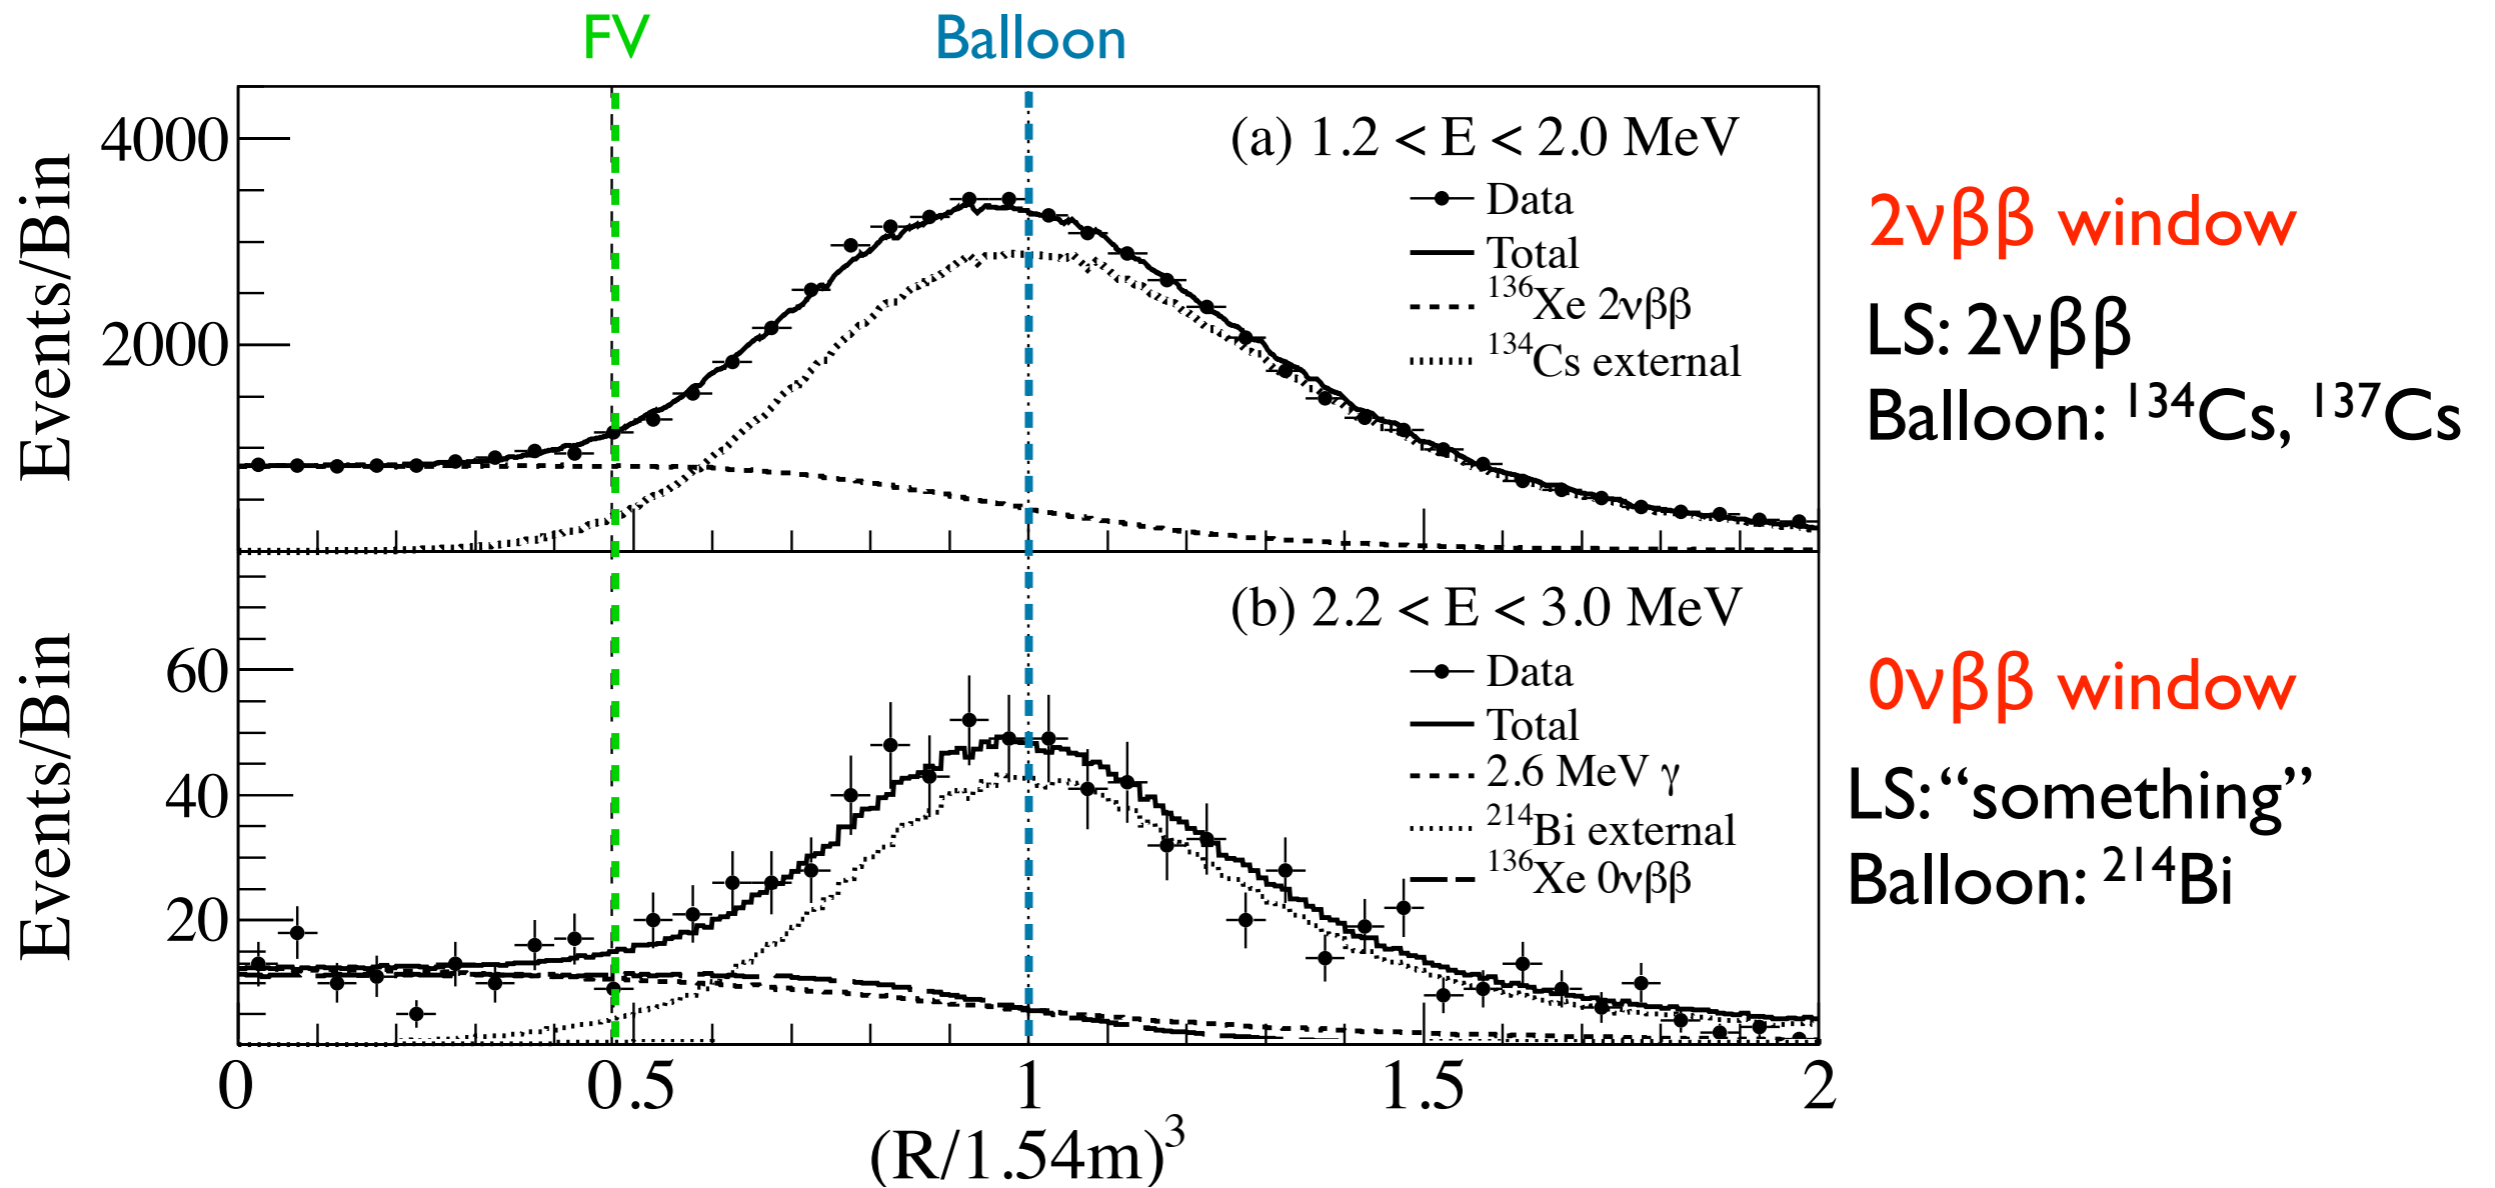 FV Balloon
4000
2000
Events/Bin
(a) 1.2 < E < 2.0 MeV
Data
Total
¹³⁶Xe 2νββ
¹³⁴Cs external
2νββ window
LS: 2νββ
Balloon: ¹³⁴Cs, ¹³⁷Cs
60
40
20
Events/Bin
(b) 2.2 < E < 3.0 MeV
Data
Total
2.6 MeV γ
²¹⁴Bi external
¹³⁶Xe 0νββ
0νββ window
LS: “something”
Balloon: ²¹⁴Bi
0 0.5 1 1.5 2
(R/1.54m)³